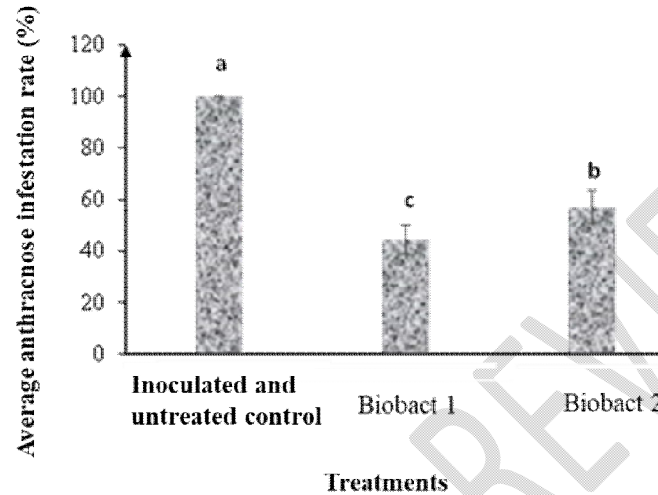 Average anthracnose infestation rate (%)
120
100
80
60
40
20
0
a
c
b
Inoculated and
untreated control
Biobact 1
Biobact 2
Treatments